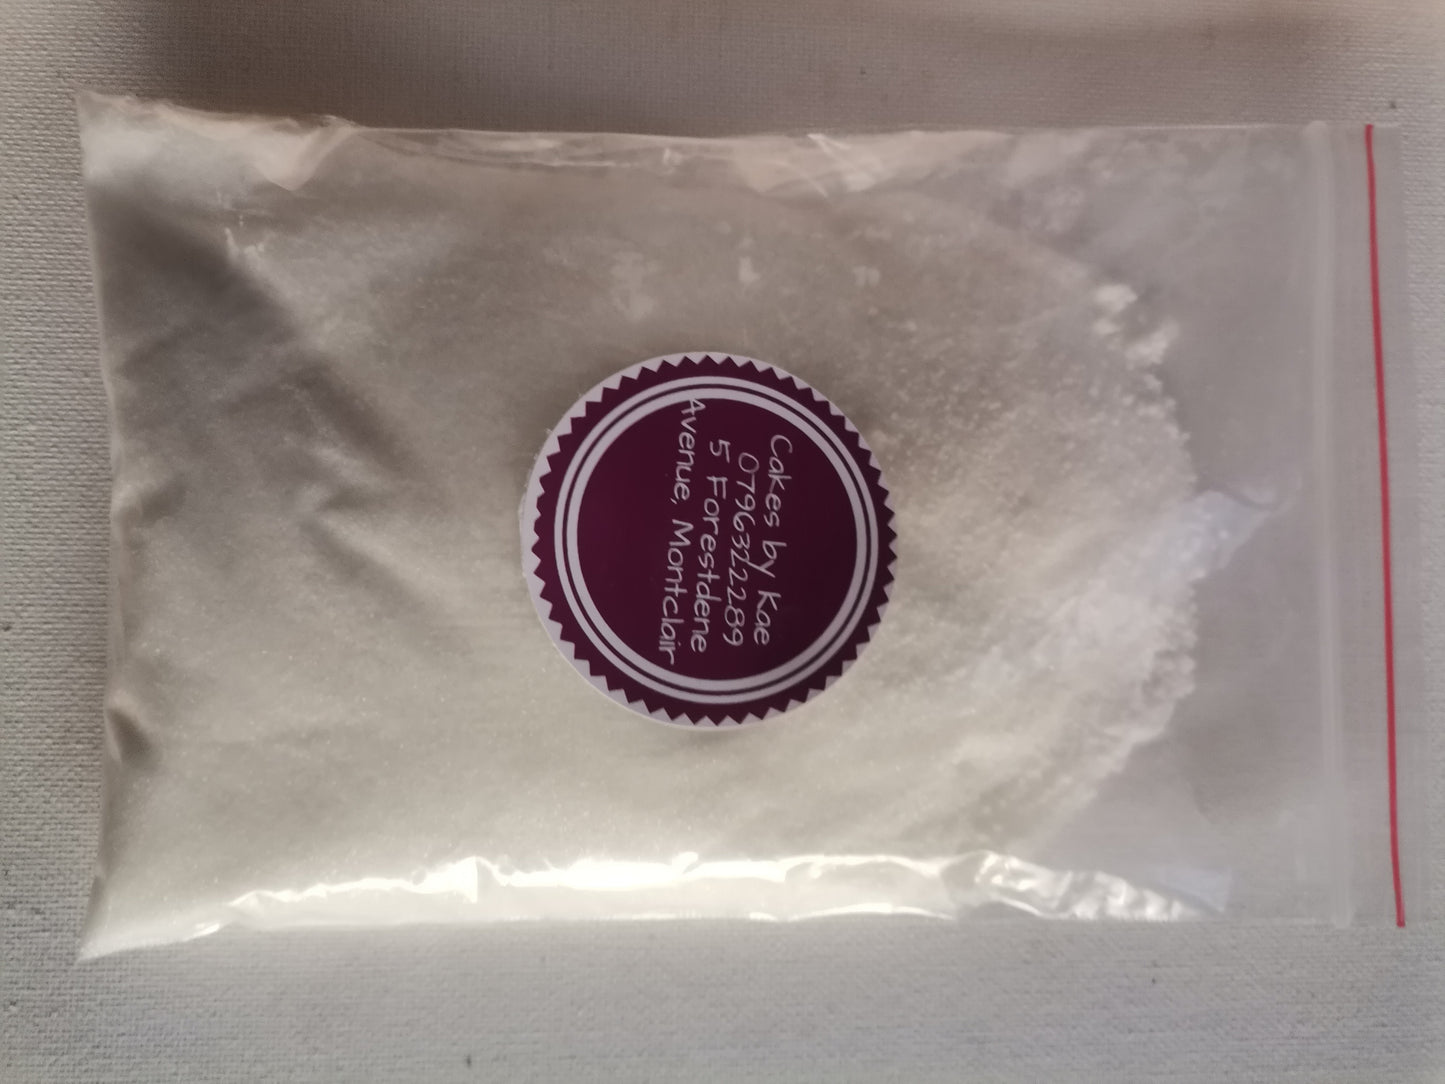 Cakes by Kae
0796322289
5 Forestdene
Avenue, Montclair